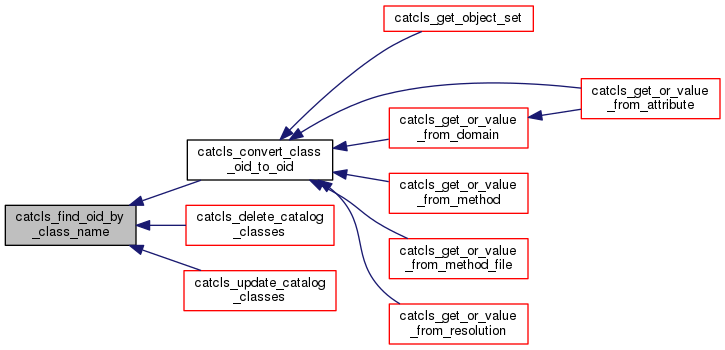 catcls_get_object_set
catcls_get_or_value
_from_attribute
catcls_get_or_value
_from_domain
catcls_convert_class
_oid_to_oid
catcls_get_or_value
_from_method
catcls_find_oid_by
_class_name
catcls_delete_catalog
_classes
catcls_get_or_value
_from_method_file
catcls_update_catalog
_classes
catcls_get_or_value
_from_resolution